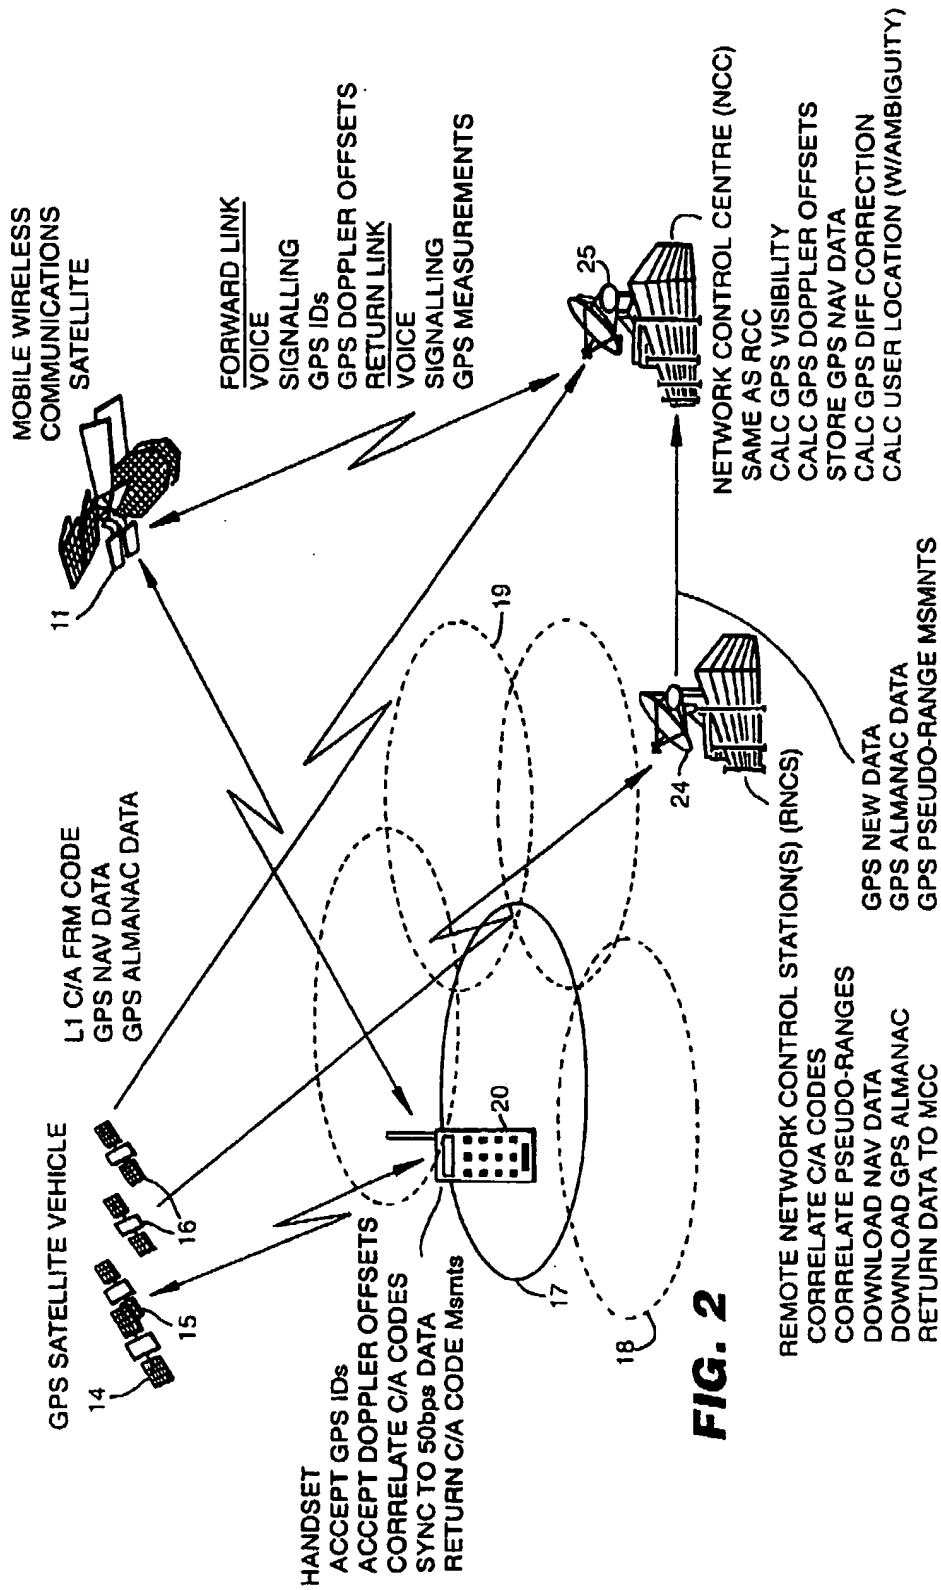 MOBILE WIRELESS
COMMUNICATIONS
SATELLITE
11
GPS SATELLITE VEHICLE
14
15
16
L1 C/A FRM CODE
GPS NAV DATA
GPS ALMANAC DATA
FORWARD LINK
VOICE
SIGNALLING
GPS IDs
GPS DOPPLER OFFSETS
RETURN LINK
VOICE
SIGNALLING
GPS MEASUREMENTS
HANDSET
ACCEPT GPS IDs
ACCEPT DOPPLER OFFSETS
CORRELATE C/A CODES
SYNC TO 50bps DATA
RETURN C/A CODE Msmts
20
17
18
19
24
25
NETWORK CONTROL CENTRE (NCC)
SAME AS RCC
CALC GPS VISIBILITY
CALC GPS DOPPLER OFFSETS
STORE GPS NAV DATA
CALC GPS DIFF CORRECTION
CALC USER LOCATION (W/AMBIGUITY)
REMOTE NETWORK CONTROL STATION(S) (RNCS)
CORRELATE C/A CODES
CORRELATE PSEUDO-RANGES
DOWNLOAD NAV DATA
DOWNLOAD GPS ALMANAC
RETURN DATA TO MCC
GPS NEW DATA
GPS ALMANAC DATA
GPS PSEUDO-RANGE MSMNTS
FIG. 2